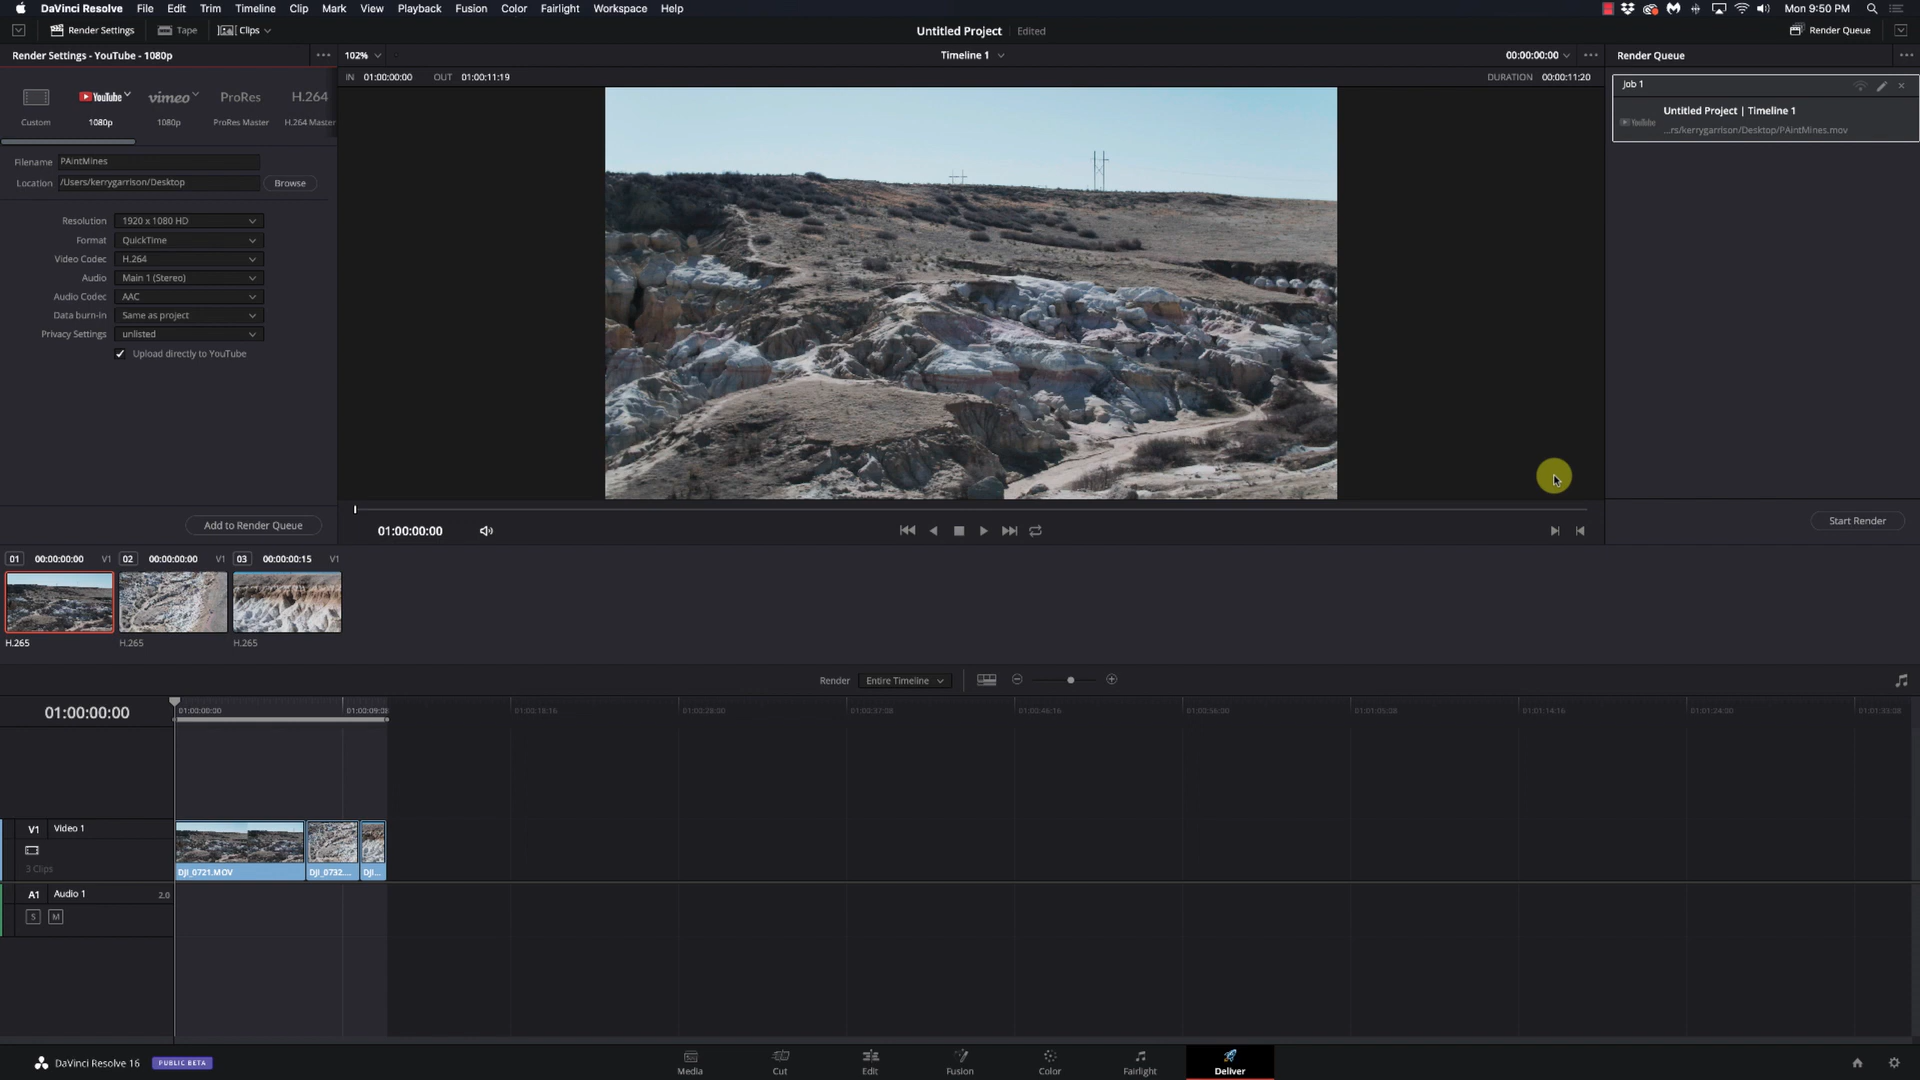 DaVinci Resolve File Edit Trim Timeline Clip Mark View Playback Fusion Color Fairlight Workspace Help Mon 9:50 PM
Render Settings Tape Clips Untitled Project Edited Render Queue
Render Settings - YouTube - 1080p 102% Timeline 1 00:00:00:00 Render Queue
IN 01:00:00:00 OUT 01:00:11:19 DURATION 00:00:11:20
Job 1
YouTube vimeo ProRes H.264
Custom 1080p 1080p ProRes Master H.264 Master
Untitled Project | Timeline 1
YouTube ...rs/kerrygarrison/Desktop/PAintMines.mov
Filename PAintMines
Location /Users/kerrygarrison/Desktop Browse
Resolution 1920 x 1080 HD
Format QuickTime
Video Codec H.264
Audio Main 1 (Stereo)
Audio Codec AAC
Data burn-in Same as project
Privacy Settings unlisted
Upload directly to YouTube
Add to Render Queue 01:00:00:00 Start Render
01 00:00:00:00 V1 02 00:00:00:00 V1 03 00:00:00:15 V1
H.265 H.265 H.265
Render Entire Timeline
01:00:00:00 01:00:00:00 01:00:09:08 01:00:18:16 01:00:28:00 01:00:37:08 01:00:46:16 01:00:56:00 01:01:05:08 01:01:14:16 01:01:24:00 01:01:33:08
V1 Video 1
3 Clips
DJI_0721.MOV DJI_0732.... DJI...
A1 Audio 1 2.0
S M
DaVinci Resolve 16 PUBLIC BETA Media Cut Edit Fusion Color Fairlight Deliver